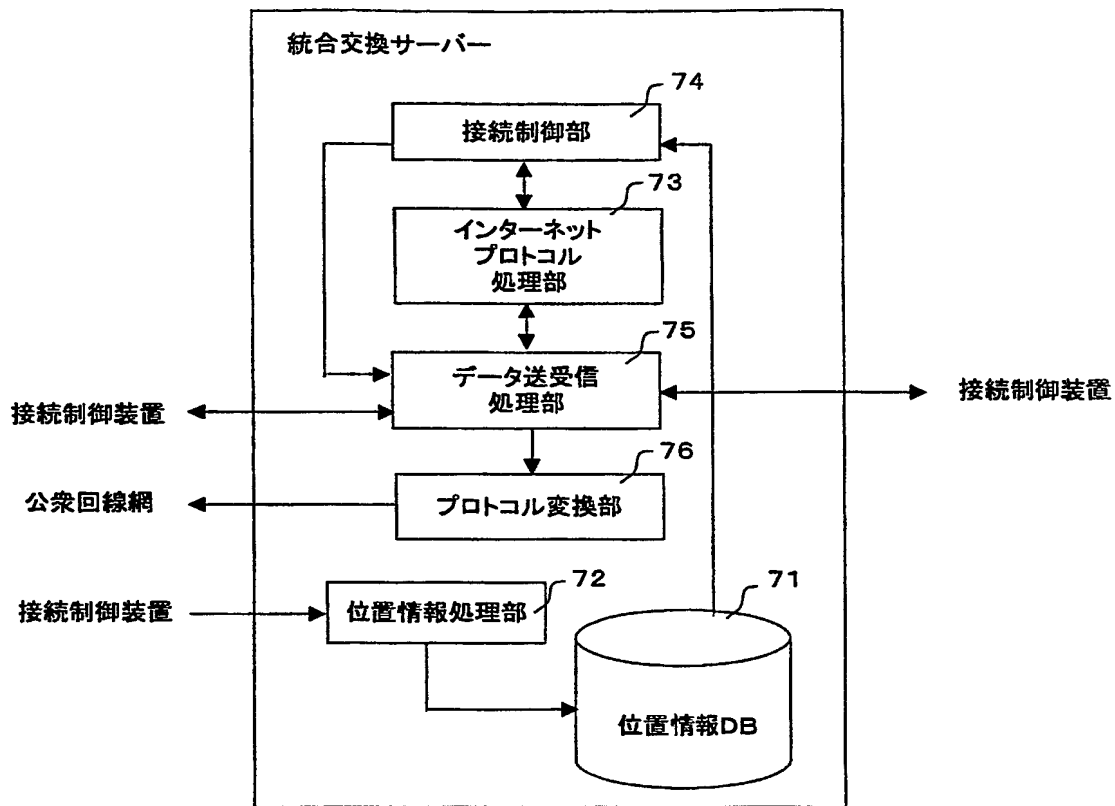 統合交換サーバー
74
接続制御部
73
インターネット
プロトコル
処理部
75
データ送受信
処理部
接続制御装置
接続制御装置
76
プロトコル変換部
公衆回線網
72
位置情報処理部
接続制御装置
71
位置情報DB